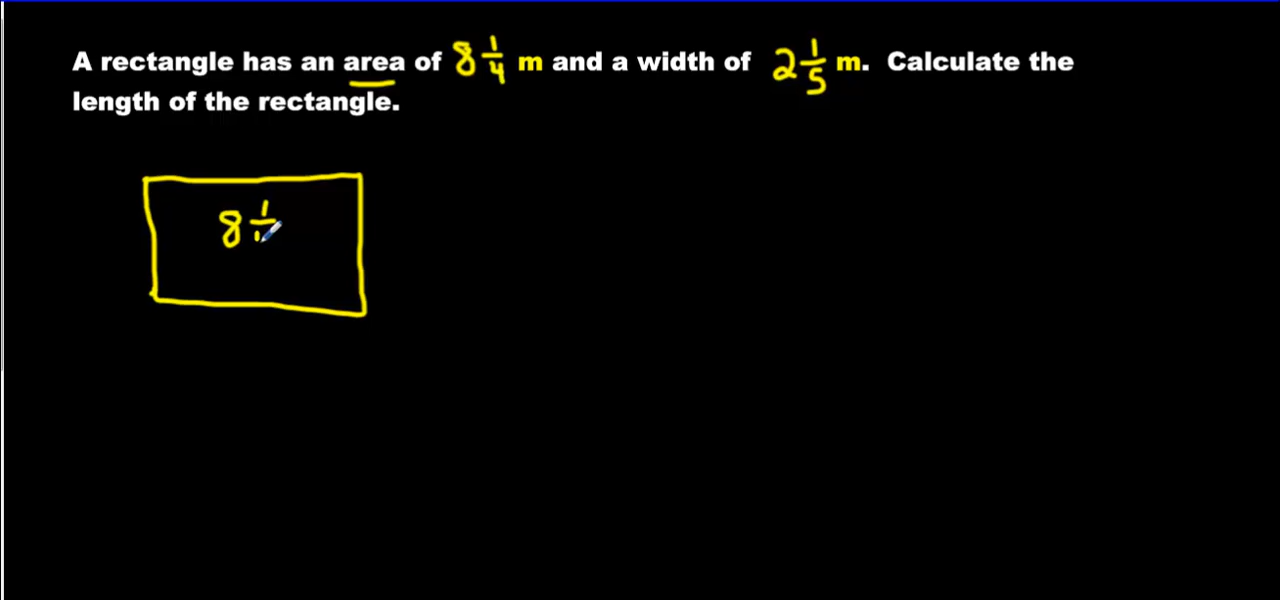 A rectangle has an area of 8 1/4 m and a width of 2 1/5 m. Calculate the
length of the rectangle.
8 1/